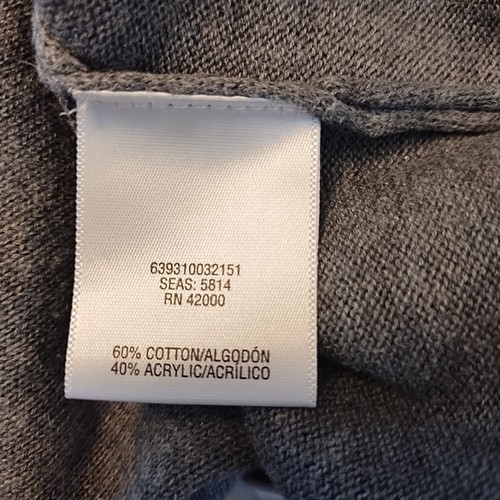 639310032151
SEAS: 5814
RN 42000
60% COTTON/ALGODÓN
40% ACRYLIC/ACRÍLICO